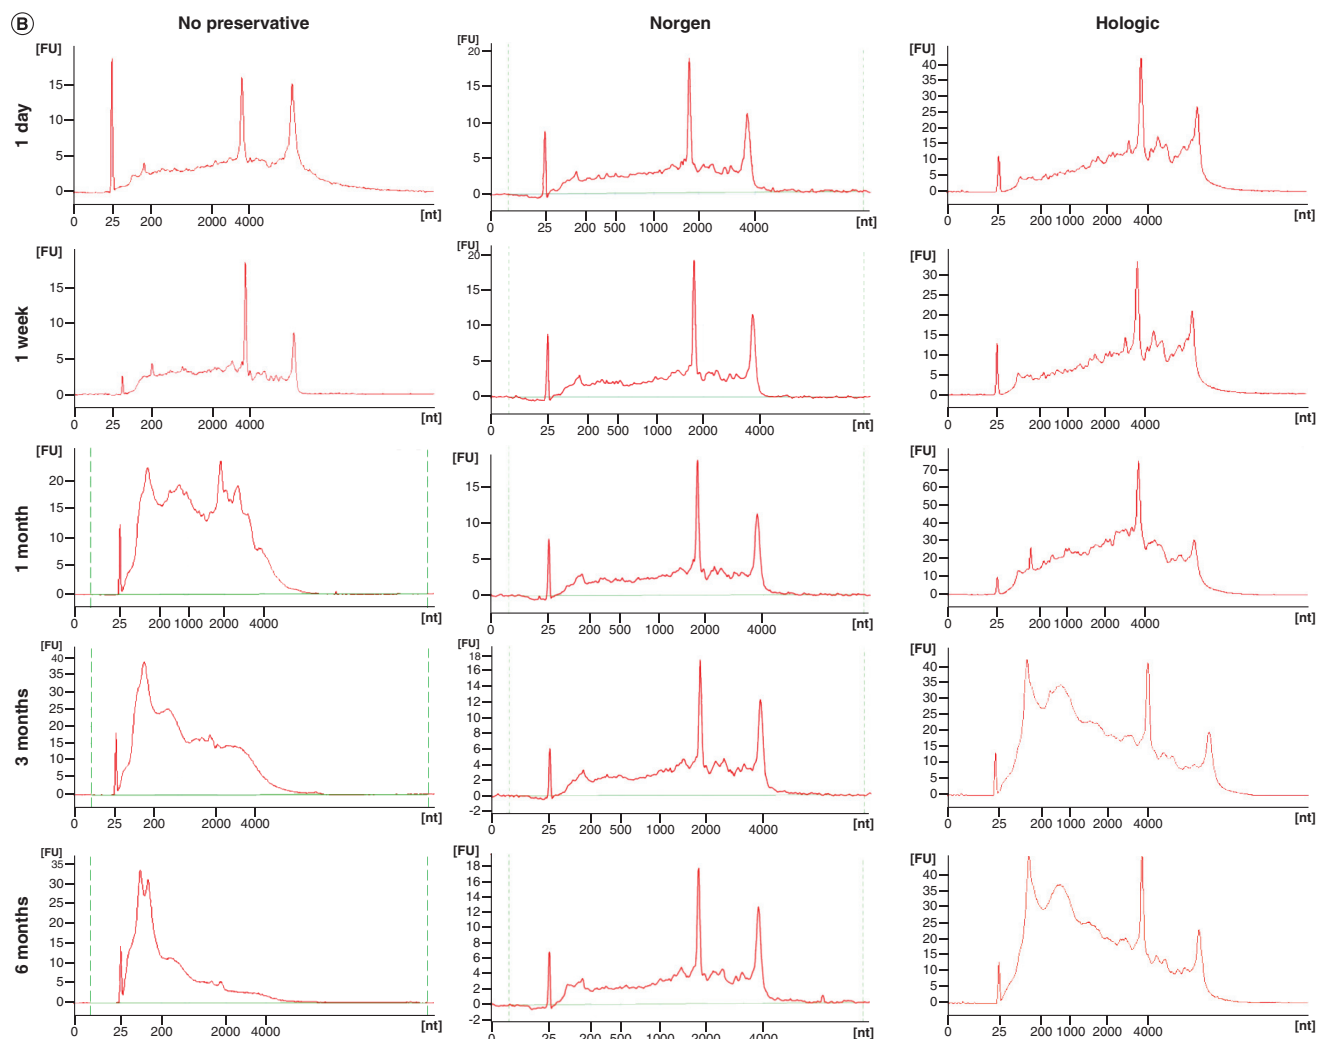 B No preservative Norgen Hologic
1 day
[FU] 15 10 5 0
0 25 200 2000 4000 [nt]
[FU] 20 15 10 5 0
0 25 200 500 1000 2000 4000 [nt]
[FU] 40 35 30 25 20 15 10 5 0
0 25 200 1000 2000 4000 [nt]
1 week
[FU] 15 10 5 0
0 25 200 2000 4000 [nt]
[FU] 20 15 10 5 0
0 25 200 500 1000 2000 4000 [nt]
[FU] 30 25 20 15 10 5 0
0 25 200 1000 2000 4000 [nt]
1 month
[FU] 20 15 10 5 0
0 25 200 1000 2000 4000 [nt]
[FU] 15 10 5 0
0 25 200 1000 2000 4000 [nt]
[FU] 70 60 50 40 30 20 10 0
0 25 200 1000 2000 4000 [nt]
3 months
[FU] 40 35 30 25 20 15 10 5 0
0 25 200 2000 4000 [nt]
[FU] 18 16 14 12 10 8 6 4 2 0 -2
0 25 200 500 1000 2000 4000 [nt]
[FU] 40 35 30 25 20 15 10 5 0
0 25 200 1000 2000 4000 [nt]
6 months
[FU] 35 30 25 20 15 10 5 0
0 25 200 2000 4000 [nt]
[FU] 18 16 14 12 10 8 6 4 2 0 -2
0 25 200 500 1000 2000 4000 [nt]
[FU] 45 40 35 30 25 20 15 10 5 0
0 25 200 1000 2000 4000 [nt]